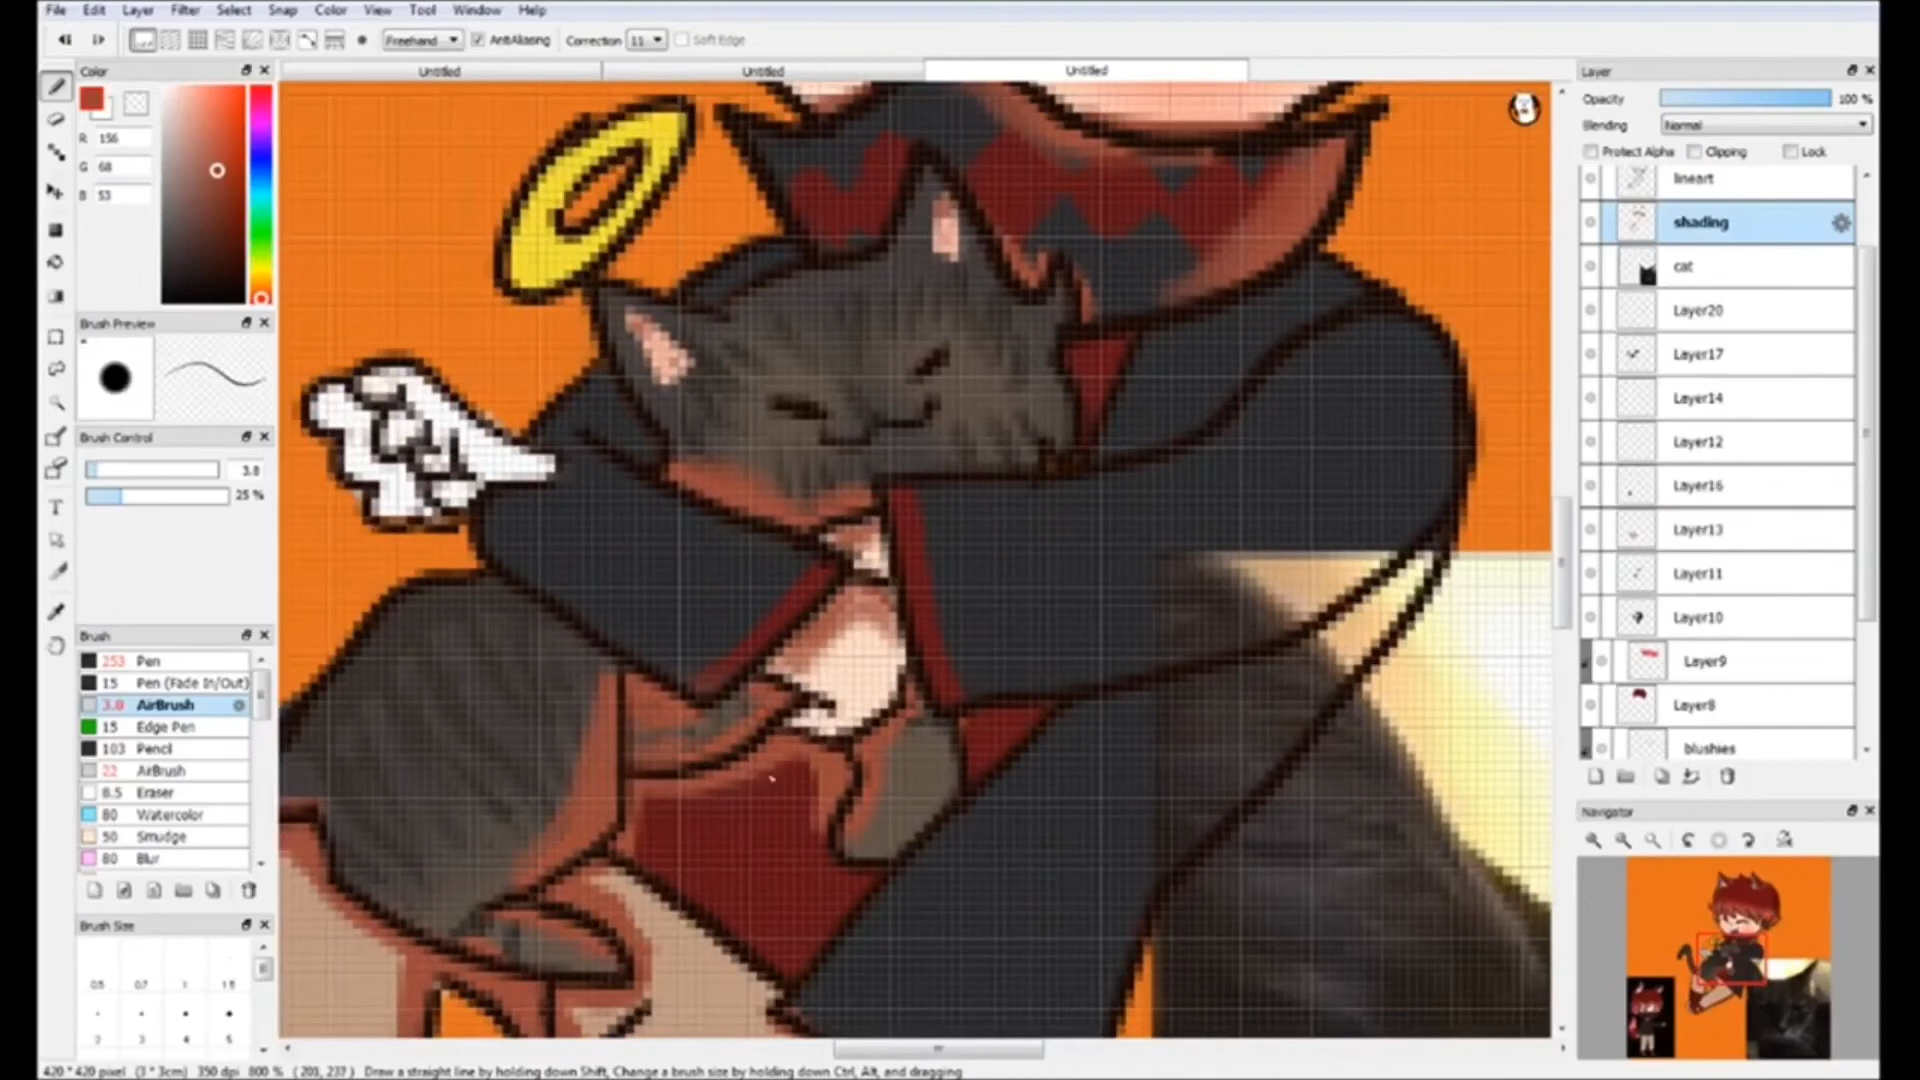 File Edit Layer Filter Select Snap Color View Tool Window Help
Freehand AntiAliasing Correction 11 Soft Edge
Color
Untitled Untitled Untitled
R 156
G 68
B 53
Brush Preview
Brush Control
3.8
25 %
Brush
253 Pen
15 Pen (Fade In/Out)
3.8 AirBrush
15 Edge Pen
103 Pencil
22 AirBrush
8.5 Eraser
80 Watercolor
50 Smudge
80 Blur
Brush Size
0.5 0.7 1 1.5
2 3 4 5
Layer
Opacity 100 %
Blending Normal
Protect Alpha Clipping Lock
lineart
shading
cat
Layer20
Layer17
Layer14
Layer12
Layer16
Layer13
Layer11
Layer10
Layer9
Layer8
blushies
Navigator
420 * 420 pixel (3 * 3cm) 350 dpi 800 % ( 201, 237 ) Draw a straight line by holding down Shift, Change a brush size by holding down Ctrl, Alt, and dragging